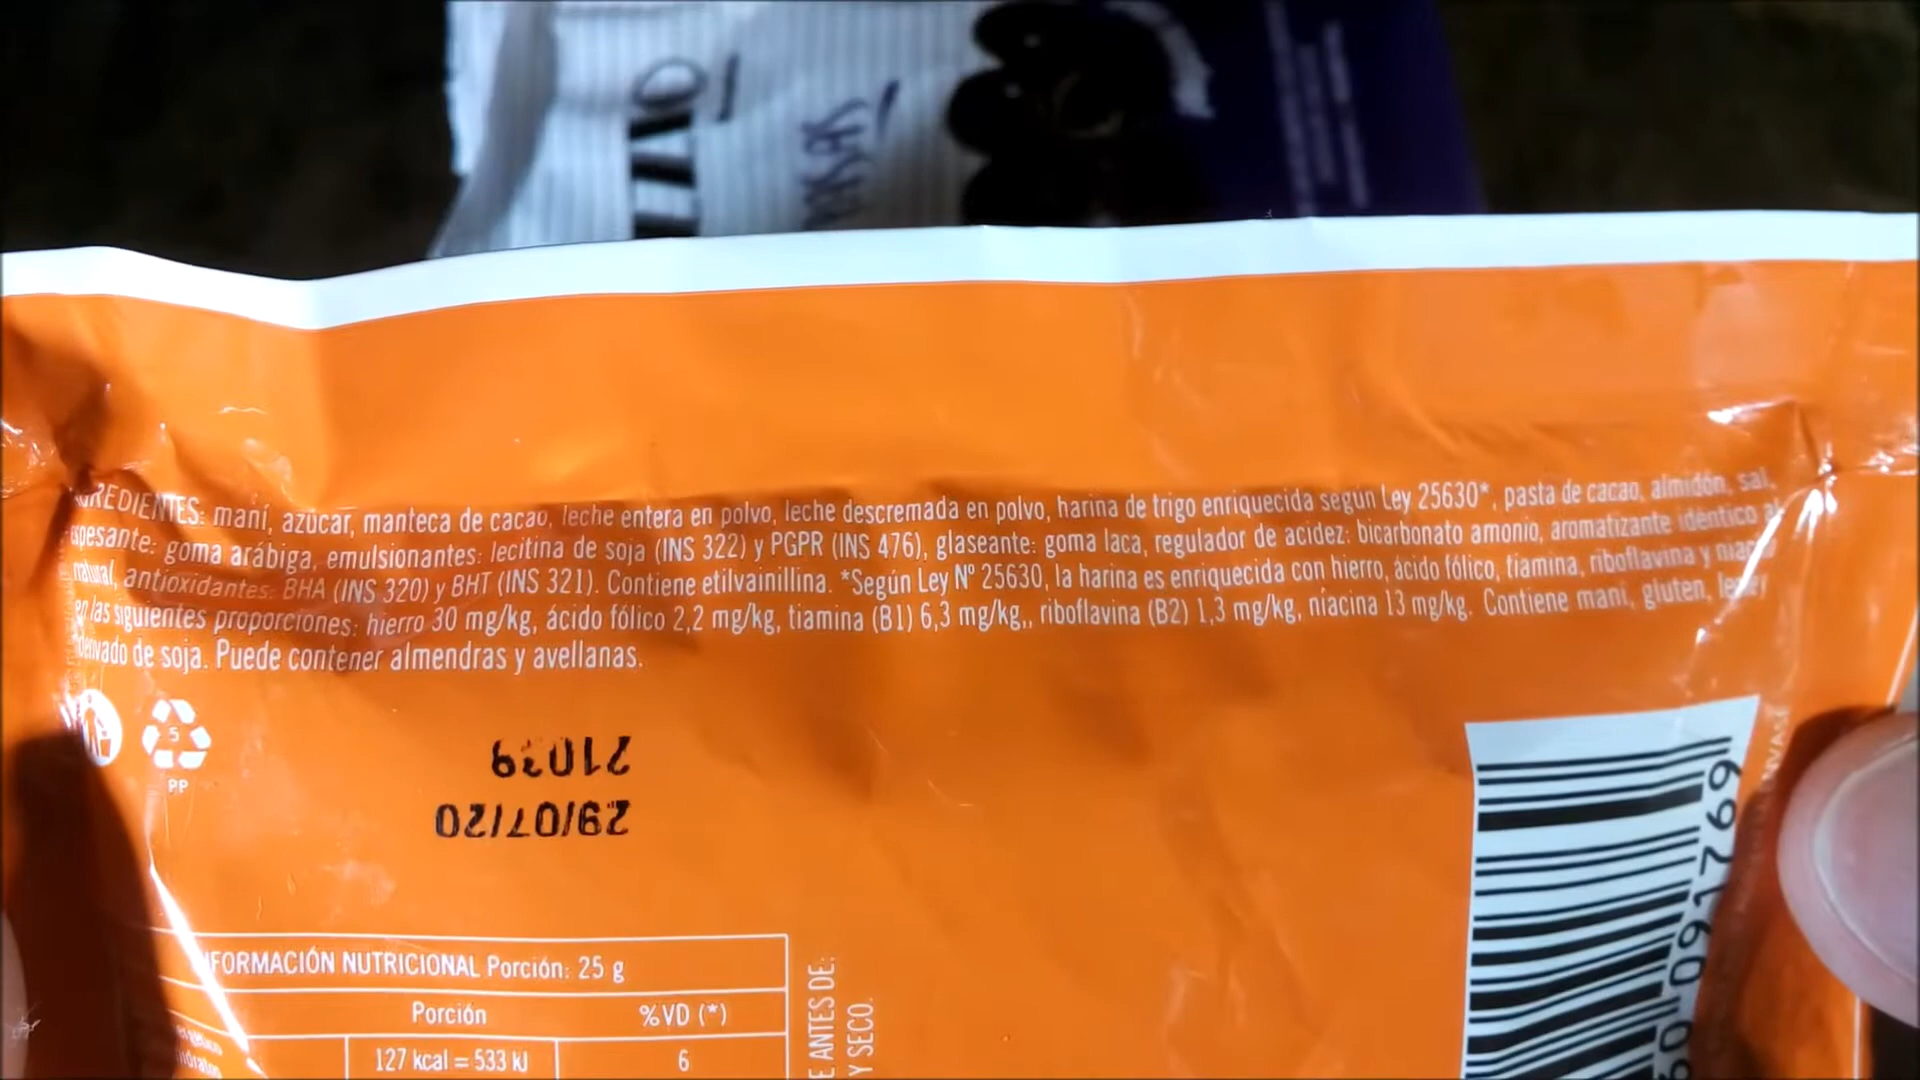 INGREDIENTES: maní, azúcar, manteca de cacao, leche entera en polvo, leche descremada en polvo, harina de trigo enriquecida según Ley 25630*, pasta de cacao, almidón, sal,
espesante: goma arábiga, emulsionantes: lecitina de soja (INS 322) y PGPR (INS 476), glaseante: goma laca, regulador de acidez: bicarbonato amonio, aromatizante idéntico al
natural, antioxidantes: BHA (INS 320) y BHT (INS 321). Contiene etilvainillina. *Según Ley Nº 25630, la harina es enriquecida con hierro, ácido fólico, tiamina, riboflavina y niacina
en las siguientes proporciones: hierro 30 mg/kg, ácido fólico 2,2 mg/kg, tiamina (B1) 6,3 mg/kg,, riboflavina (B2) 1,3 mg/kg, niacina 13 mg/kg. Contiene maní, gluten, leche y
derivado de soja. Puede contener almendras y avellanas.
5
PP
29/07/20
21039
INFORMACIÓN NUTRICIONAL Porción: 25 g
Porción %VD (*)
127 kcal = 533 kJ 6
E ANTES DE:
Y SECO.
ENVASE
60 091769